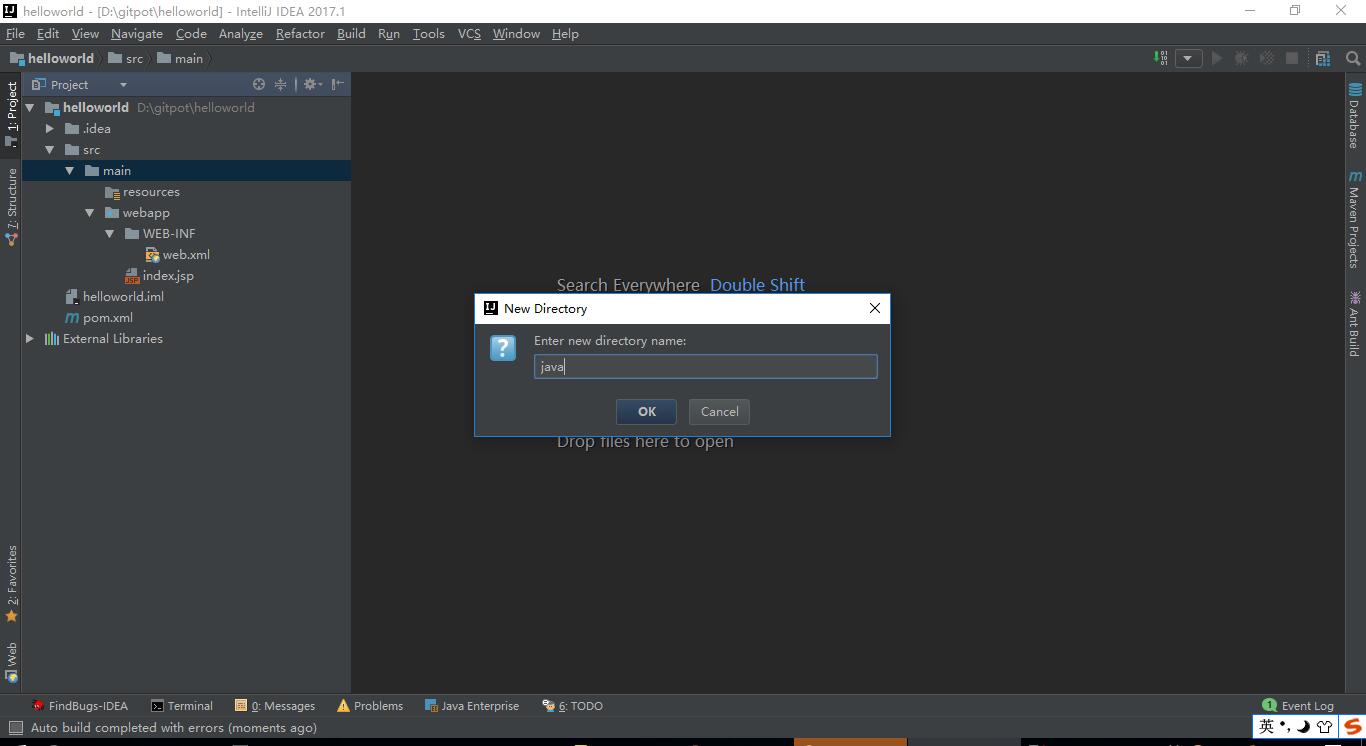 helloworld - [D:\gitpot\helloworld] - IntelliJ IDEA 2017.1
File Edit View Navigate Code Analyze Refactor Build Run Tools VCS Window Help
helloworld src main
Project
helloworld D:\gitpot\helloworld
.idea
src
main
resources
webapp
WEB-INF
web.xml
index.jsp
helloworld.iml
pom.xml
External Libraries
1: Project
7: Structure
2: Favorites
Web
Search Everywhere Double Shift
New Directory
Enter new directory name:
java
OK Cancel
Drop files here to open
Database
Maven Projects
Ant Build
FindBugs-IDEA Terminal 0: Messages Problems Java Enterprise 6: TODO 1 Event Log
Auto build completed with errors (moments ago)
英